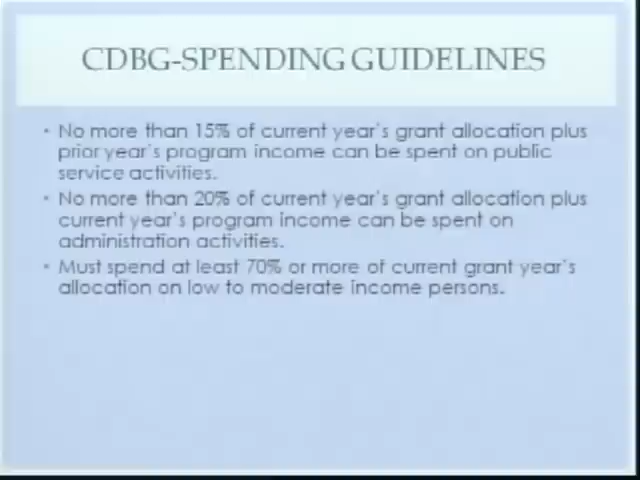 CDBG-SPENDING GUIDELINES
• No more than 15% of current year's grant allocation plus
prior year's program income can be spent on public
service activities.
• No more than 20% of current year's grant allocation plus
current year's program income can be spent on
administration activities.
• Must spend at least 70% or more of current grant year's
allocation on low to moderate income persons.